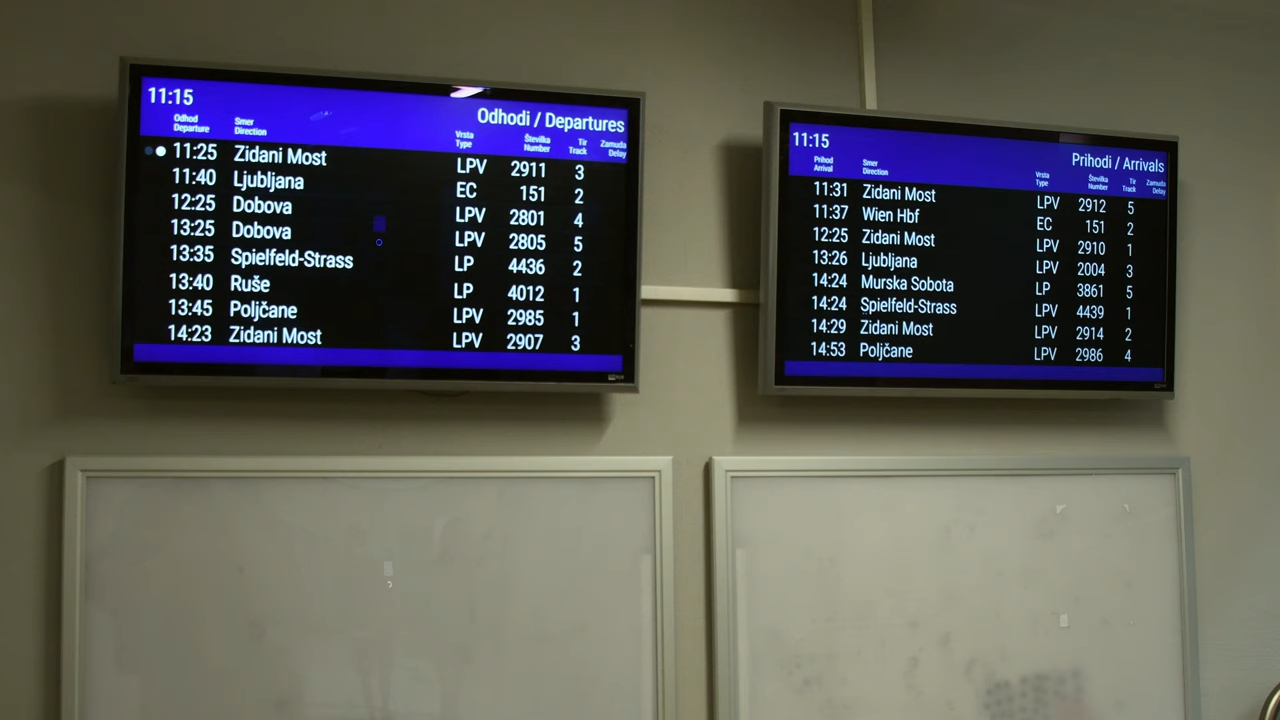 11:15
Odhodi / Departures
Odhod Smer Vrsta Številka Tir Zamuda
Departure Direction Type Number Track Delay
11:25 Zidani Most LPV 2911 3
11:40 Ljubljana EC 151 2
12:25 Dobova LPV 2801 4
13:25 Dobova LPV 2805 5
13:35 Spielfeld-Strass LP 4436 2
13:40 Ruše LP 4012 1
13:45 Poljčane LPV 2985 1
14:23 Zidani Most LPV 2907 3
11:15
Prihodi / Arrivals
Prihod Smer Vrsta Številka Tir Zamuda
Arrival Direction Type Number Track Delay
11:31 Zidani Most LPV 2912 5
11:37 Wien Hbf EC 151 2
12:25 Zidani Most LPV 2910 1
13:26 Ljubljana LPV 2004 3
14:24 Murska Sobota LP 3861 5
14:24 Spielfeld-Strass LPV 4439 1
14:29 Zidani Most LPV 2914 2
14:53 Poljčane LPV 2986 4